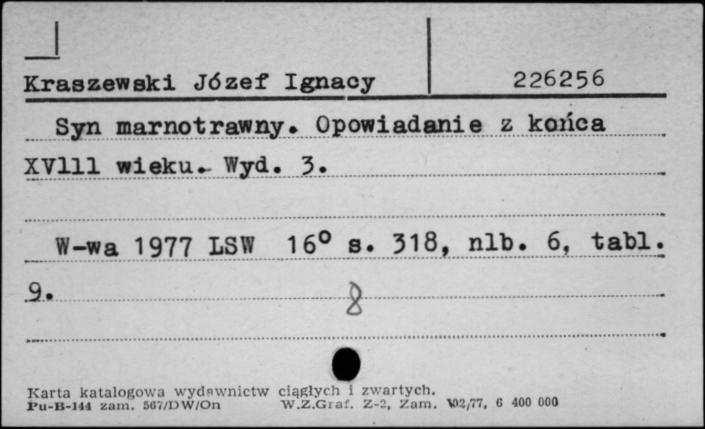 Kraszewski Józef Ignacy 226256
Syn marnotrawny. Opowiadanie z końca
XVlll wieku.- Wyd. 3.
W-wa 1977 LSW 16° s. 318, nlb. 6, tabl.
9.
8
Karta katalogowa wydawnictw ciągłych i zwartych.
Pu-B-144 zam. 567/DW/On W.Z.Graf. Z-2, Zam. 102/77, 6 400 000